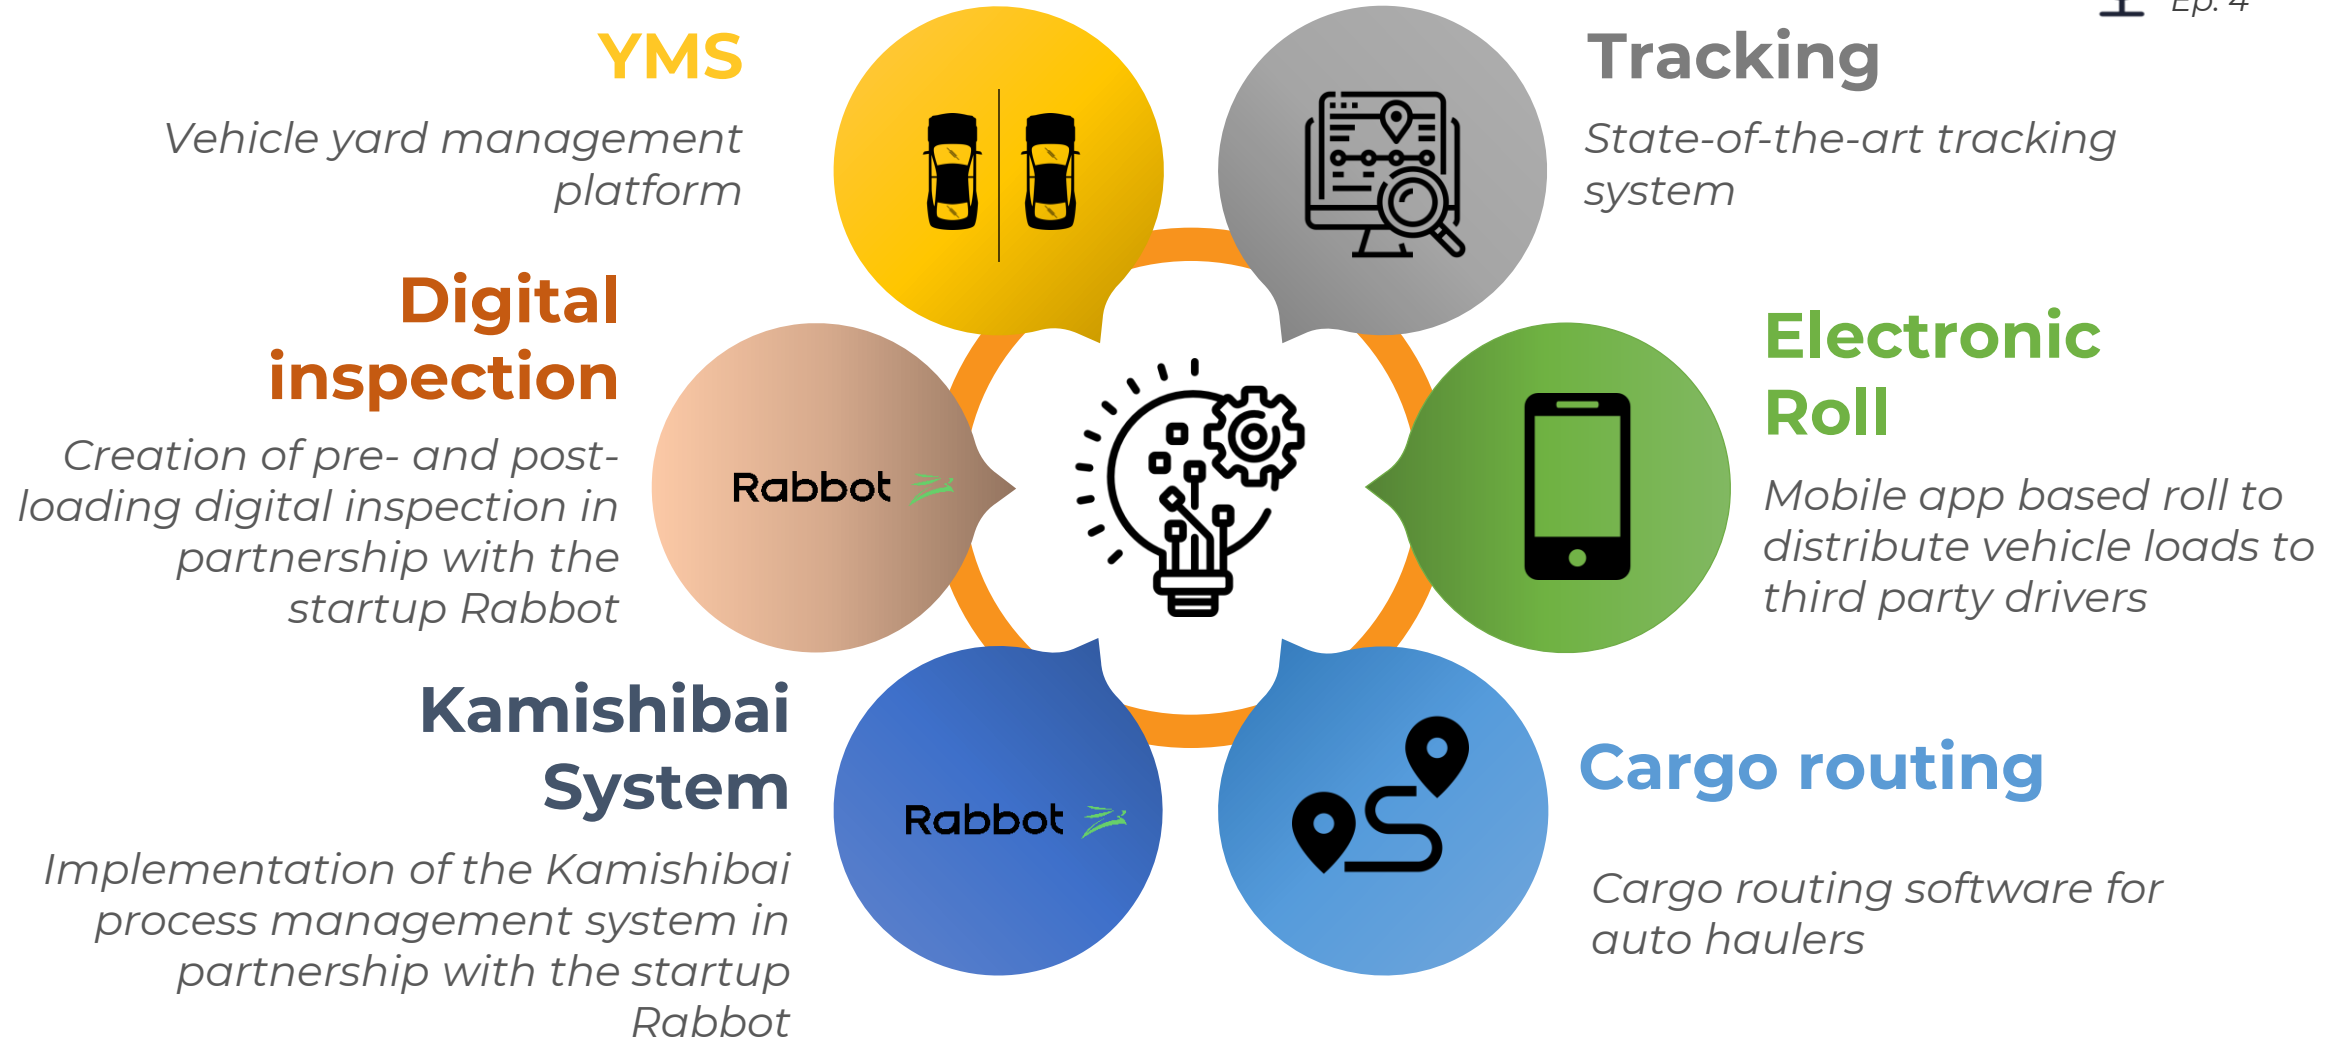 Ep. 4
YMS
Vehicle yard management
platform
Tracking
State-of-the-art tracking
system
Digital
inspection
Creation of pre- and post-
loading digital inspection in
partnership with the
startup Rabbot
Rabbot
Electronic
Roll
Mobile app based roll to
distribute vehicle loads to
third party drivers
Kamishibai
System
Implementation of the Kamishibai
process management system in
partnership with the startup
Rabbot
Rabbot
Cargo routing
Cargo routing software for
auto haulers